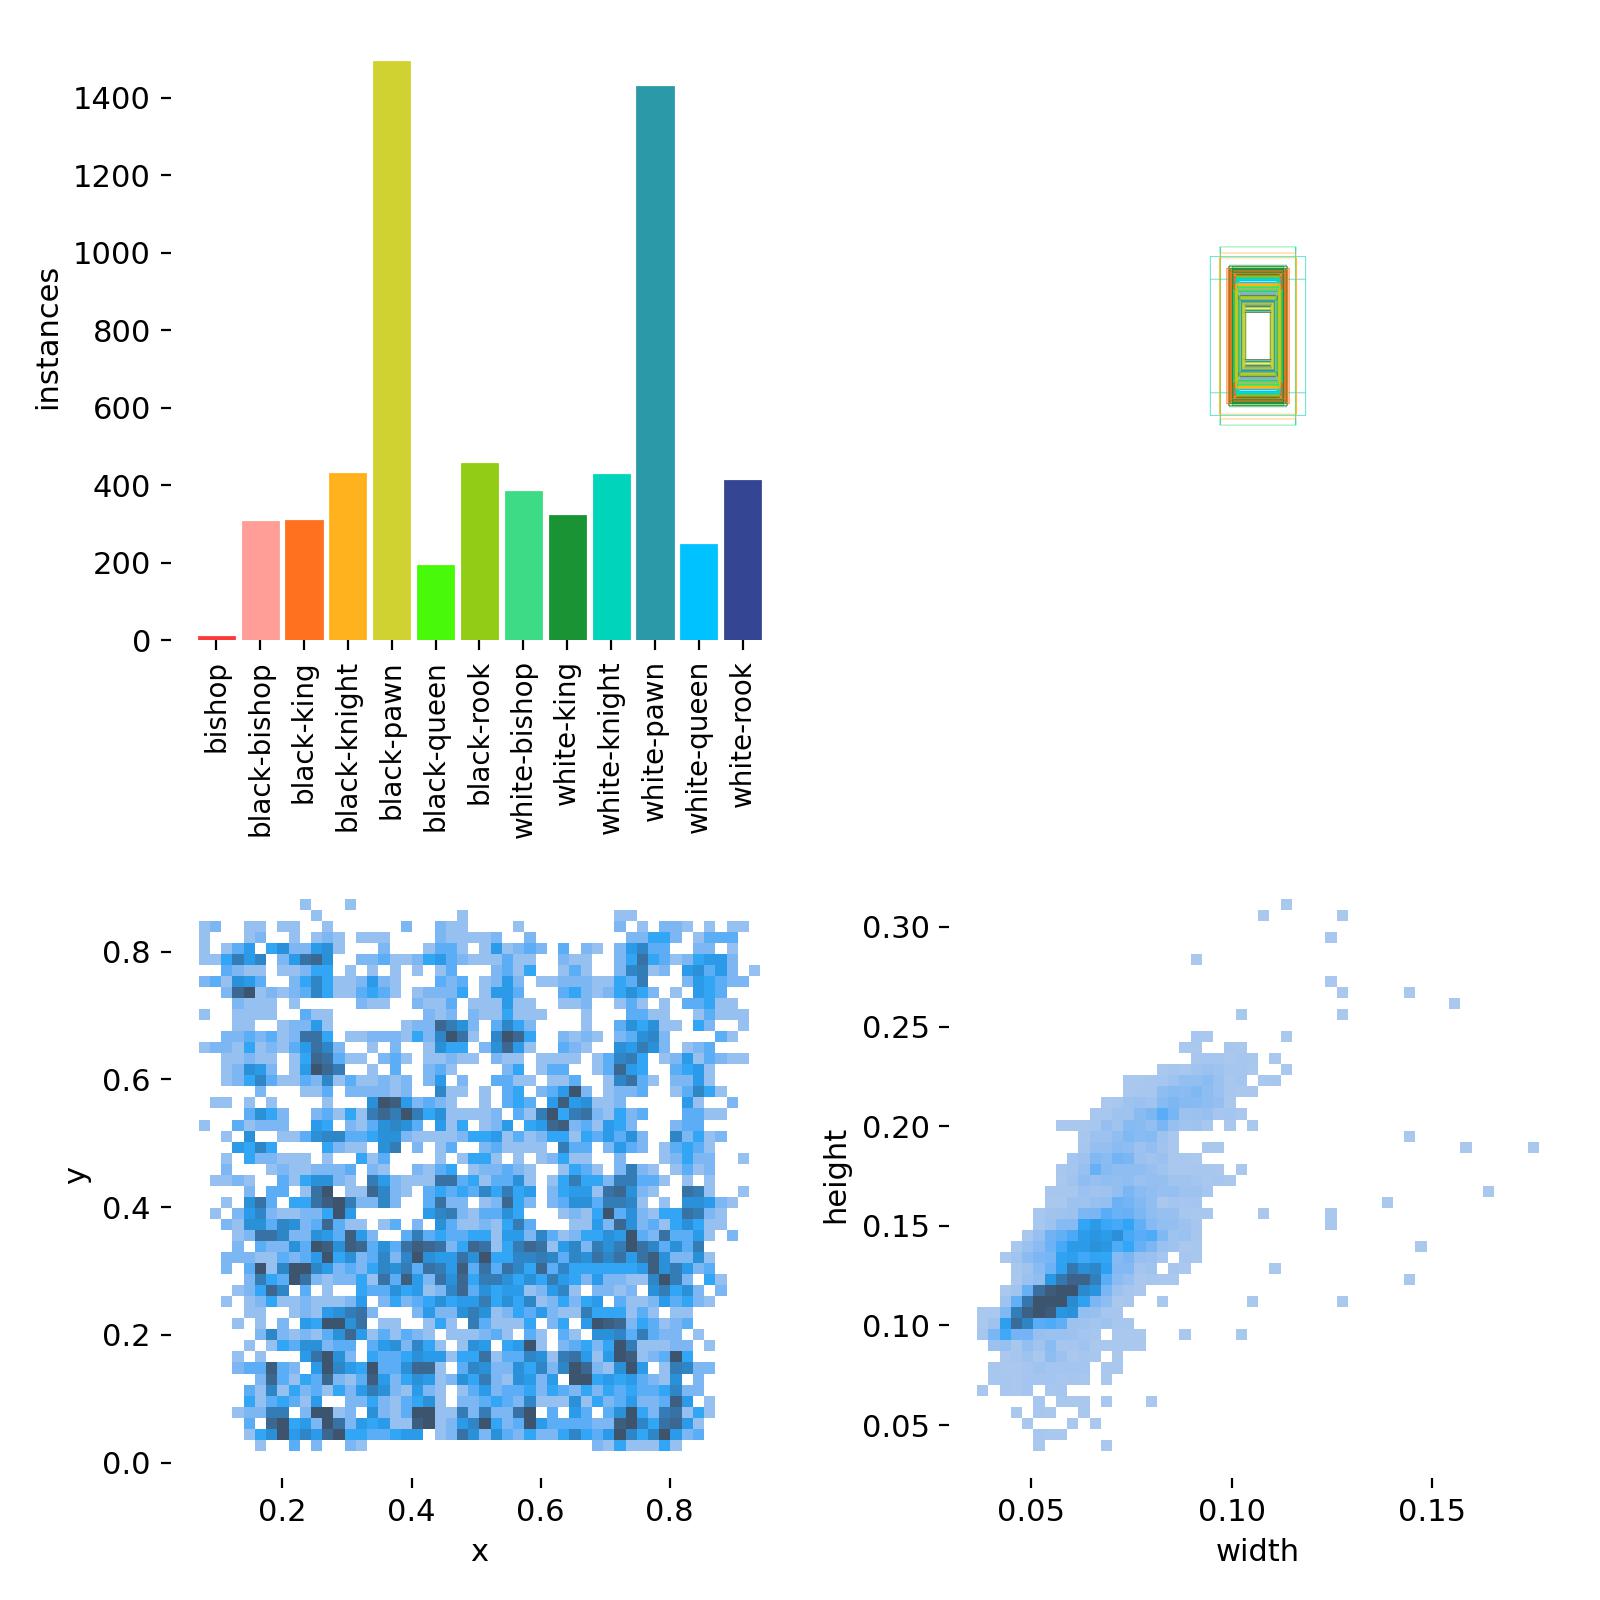 1400
1200
1000
800
600
400
200
0
instances
bishop
black-bishop
black-king
black-knight
black-pawn
black-queen
black-rook
white-bishop
white-king
white-knight
white-pawn
white-queen
white-rook
0.8
0.6
0.4
0.2
0.0
y
0.2 0.4 0.6 0.8
x
0.30
0.25
0.20
0.15
0.10
0.05
height
0.05 0.10 0.15
width